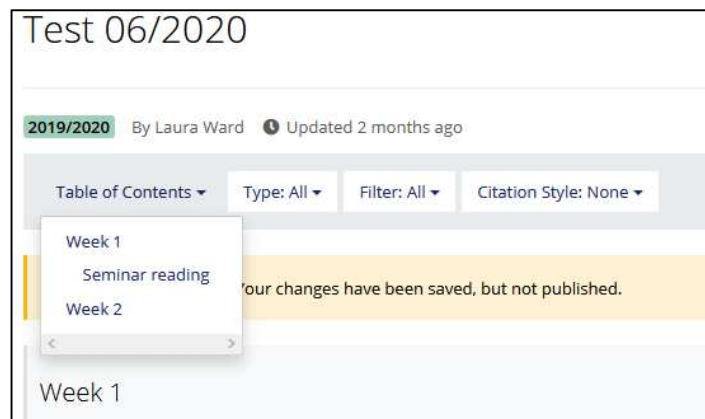 Test 06/2020
2019/2020 By Laura Ward Updated 2 months ago
Table of Contents Type: All Filter: All Citation Style: None
Week 1
Seminar reading
Week 2
our changes have been saved, but not published.
Week 1